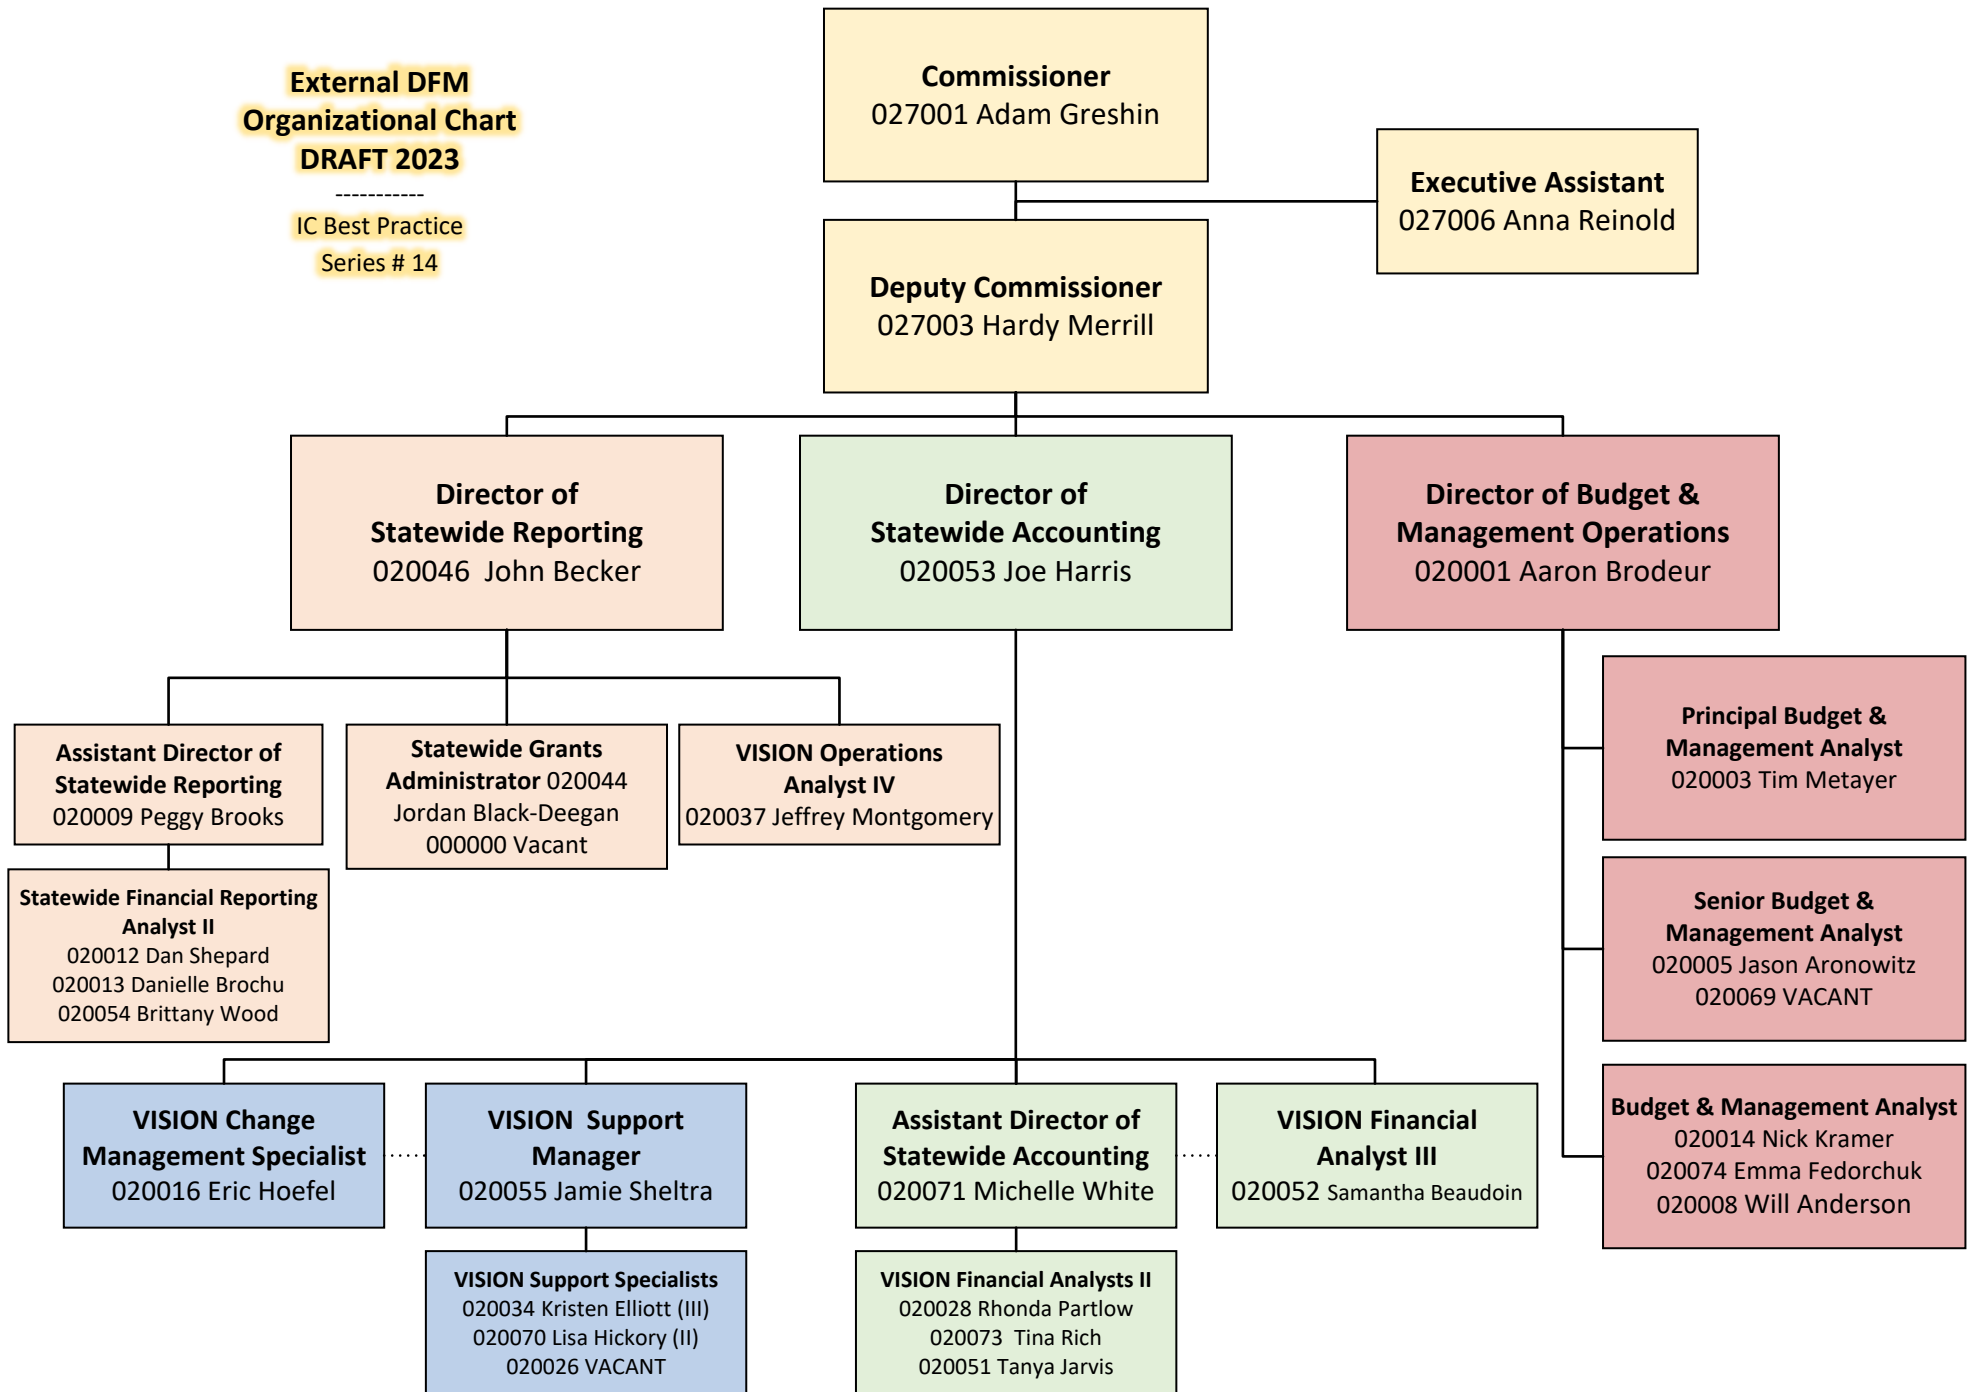 External DFM
Organizational Chart
DRAFT 2023
-----------
IC Best Practice
Series # 14
Commissioner
027001 Adam Greshin
Executive Assistant
027006 Anna Reinold
Deputy Commissioner
027003 Hardy Merrill
Director of
Statewide Reporting
020046 John Becker
Director of
Statewide Accounting
020053 Joe Harris
Director of Budget &
Management Operations
020001 Aaron Brodeur
Assistant Director of
Statewide Reporting
020009 Peggy Brooks
Statewide Grants
Administrator 020044
Jordan Black-Deegan
000000 Vacant
VISION Operations
Analyst IV
020037 Jeffrey Montgomery
Principal Budget &
Management Analyst
020003 Tim Metayer
Statewide Financial Reporting
Analyst II
020012 Dan Shepard
020013 Danielle Brochu
020054 Brittany Wood
Senior Budget &
Management Analyst
020005 Jason Aronowitz
020069 VACANT
VISION Change
Management Specialist
020016 Eric Hoefel
VISION Support
Manager
020055 Jamie Sheltra
Assistant Director of
Statewide Accounting
020071 Michelle White
VISION Financial
Analyst III
020052 Samantha Beaudoin
Budget & Management Analyst
020014 Nick Kramer
020074 Emma Fedorchuk
020008 Will Anderson
VISION Support Specialists
020034 Kristen Elliott (III)
020070 Lisa Hickory (II)
020026 VACANT
VISION Financial Analysts II
020028 Rhonda Partlow
020073 Tina Rich
020051 Tanya Jarvis